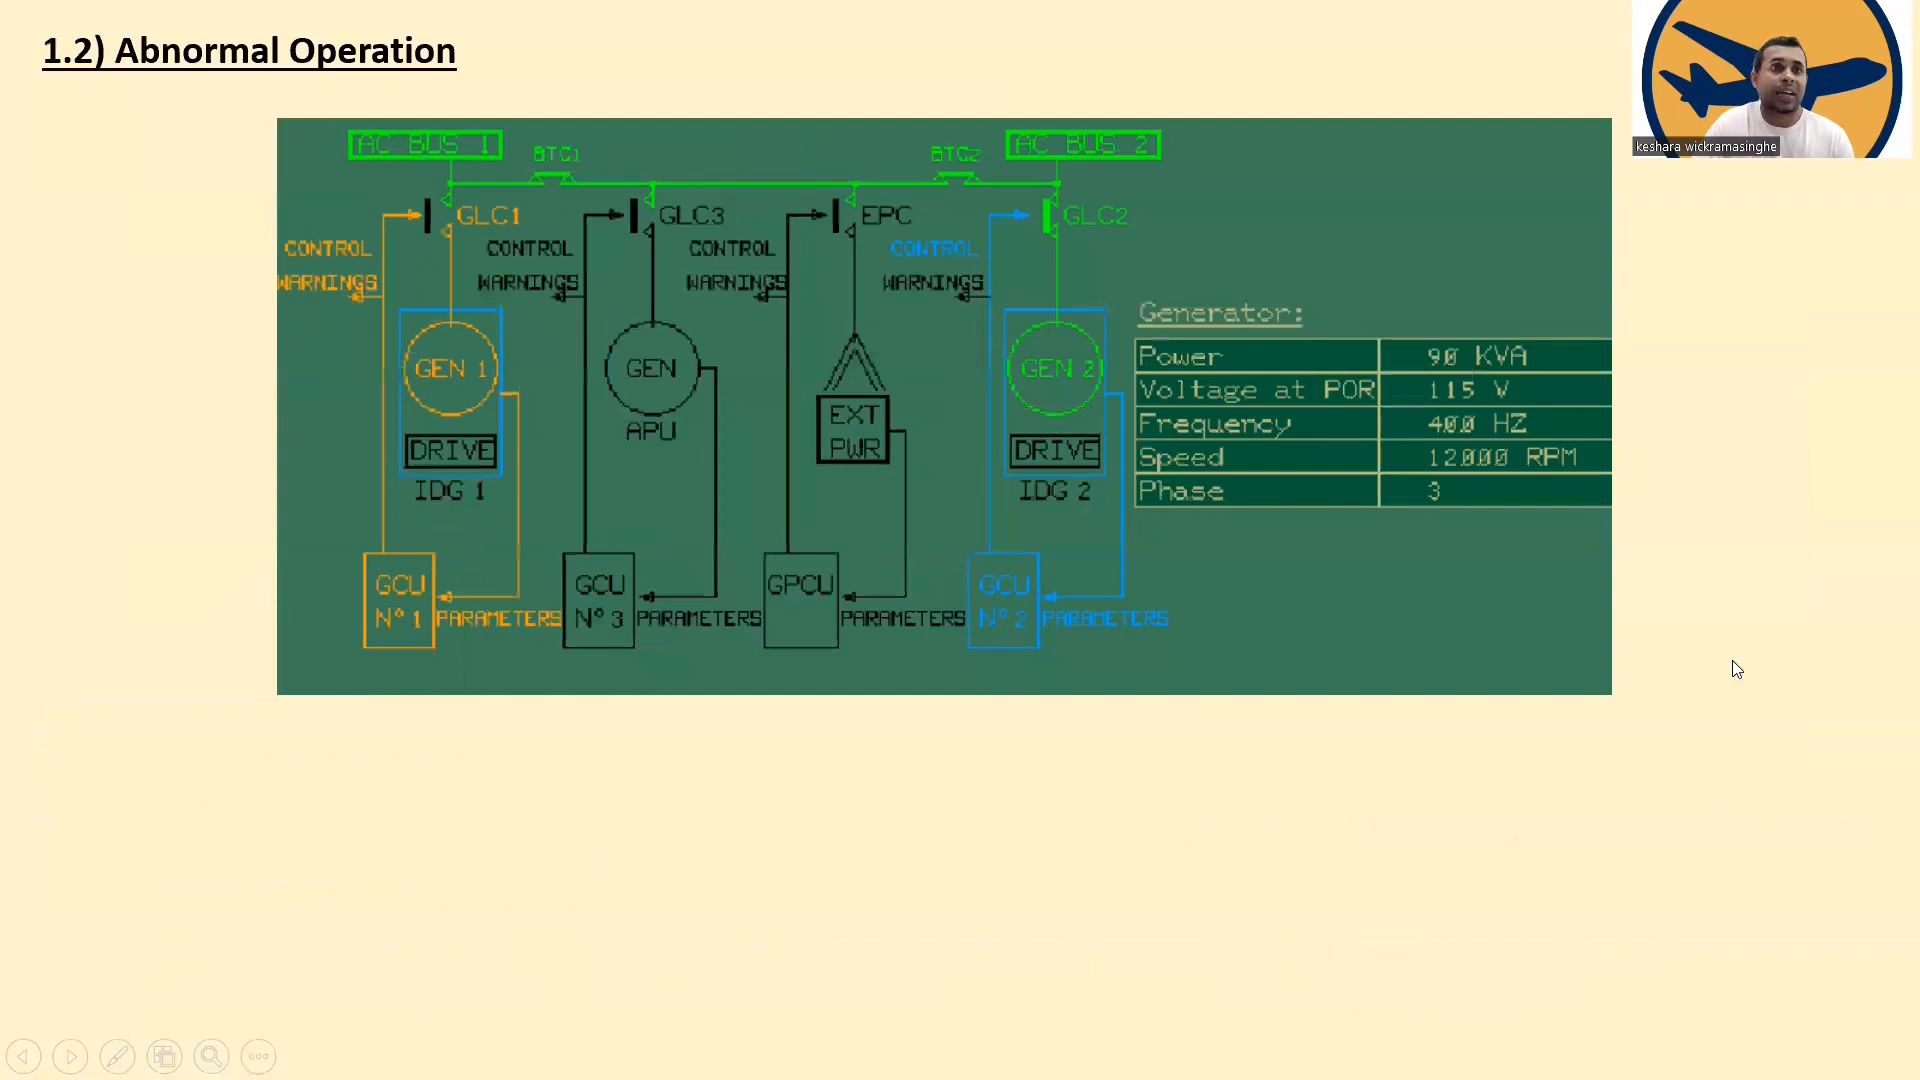 1.2) Abnormal Operation
keshara wickramasinghe
AC BUS 1
BTC1
BTC2
AC BUS 2
GLC1
GLC3
EPC
GLC2
CONTROL
CONTROL
CONTROL
CONTROL
WARNINGS
WARNINGS
WARNINGS
WARNINGS
GEN 1
GEN
APU
EXT
PWR
GEN 2
DRIVE
DRIVE
IDG 1
IDG 2
Generator:
Power 90 KVA
Voltage at POR 115 V
Frequency 400 HZ
Speed 12000 RPM
Phase 3
GCU
N° 1
PARAMETERS
GCU
N° 3
PARAMETERS
GPCU
PARAMETERS
GCU
N° 2
PARAMETERS